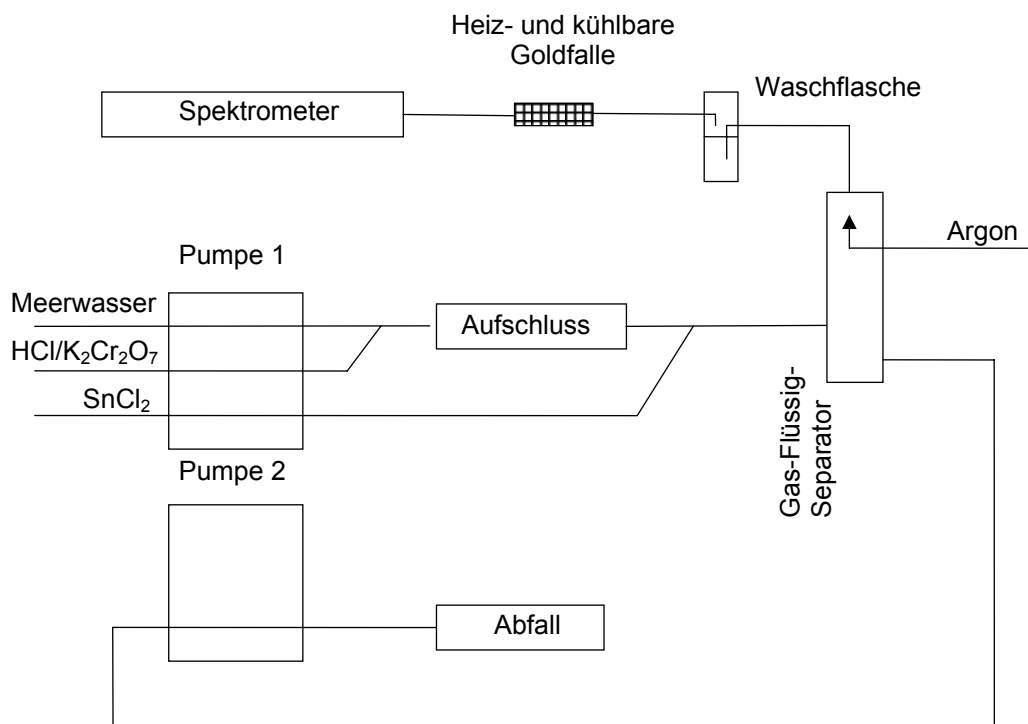 Heiz- und kühlbare
Goldfalle
Waschflasche
Spektrometer
Argon
Pumpe 1
Meerwasser
Aufschluss
HCl/K₂Cr₂O₇
SnCl₂
Gas-Flüssig-
Separator
Pumpe 2
Abfall